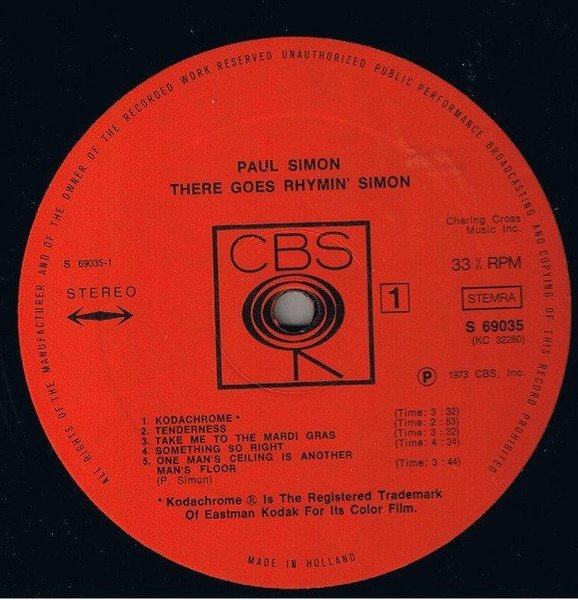 ALL RIGHTS OF THE MANUFACTURER AND OF THE OWNER OF THE RECORDED WORK RESERVED UNAUTHORIZED PUBLIC PERFORMANCE BROADCASTING AND COPYING OF THIS RECORD PROHIBITED
PAUL SIMON
THERE GOES RHYMIN' SIMON
Charing Cross
Music Inc.
CBS
S 69035-1
33 ⅓ RPM
STEREO
1
STEMRA
S 69035
(KC 32280)
Ⓟ 1973 CBS, Inc.
1. KODACHROME * (Time: 3 : 32)
2. TENDERNESS (Time: 2 : 53)
3. TAKE ME TO THE MARDI GRAS (Time: 3 : 32)
4. SOMETHING SO RIGHT (Time: 4 : 34)
5. ONE MAN'S CEILING IS ANOTHER
MAN'S FLOOR (Time: 3 : 44)
(P. Simon)
* Kodachrome ® Is The Registered Trademark
Of Eastman Kodak For Its Color Film.
MADE IN HOLLAND